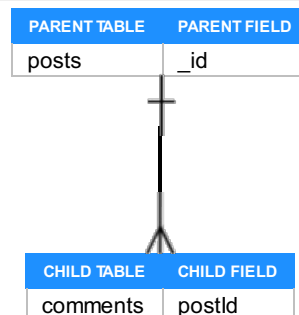 PARENT TABLE PARENT FIELD
posts _id
CHILD TABLE CHILD FIELD
comments postId